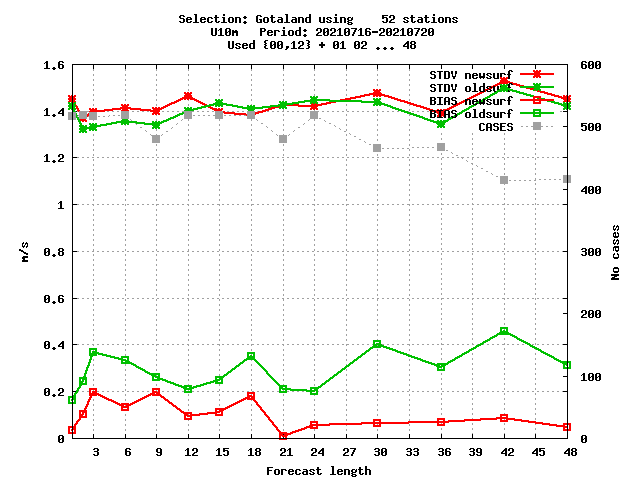 Selection: Gotaland using    52 stations
U10m   Period: 20210716-20210720
Used {00,12} + 01 02 ... 48
STDV newsurf
STDV oldsurf
BIAS newsurf
BIAS oldsurf
CASES
1.6
1.4
1.2
1
0.8
0.6
0.4
0.2
0
600
500
400
300
200
100
0
m/s
No cases
3 6 9 12 15 18 21 24 27 30 33 36 39 42 45 48
Forecast length